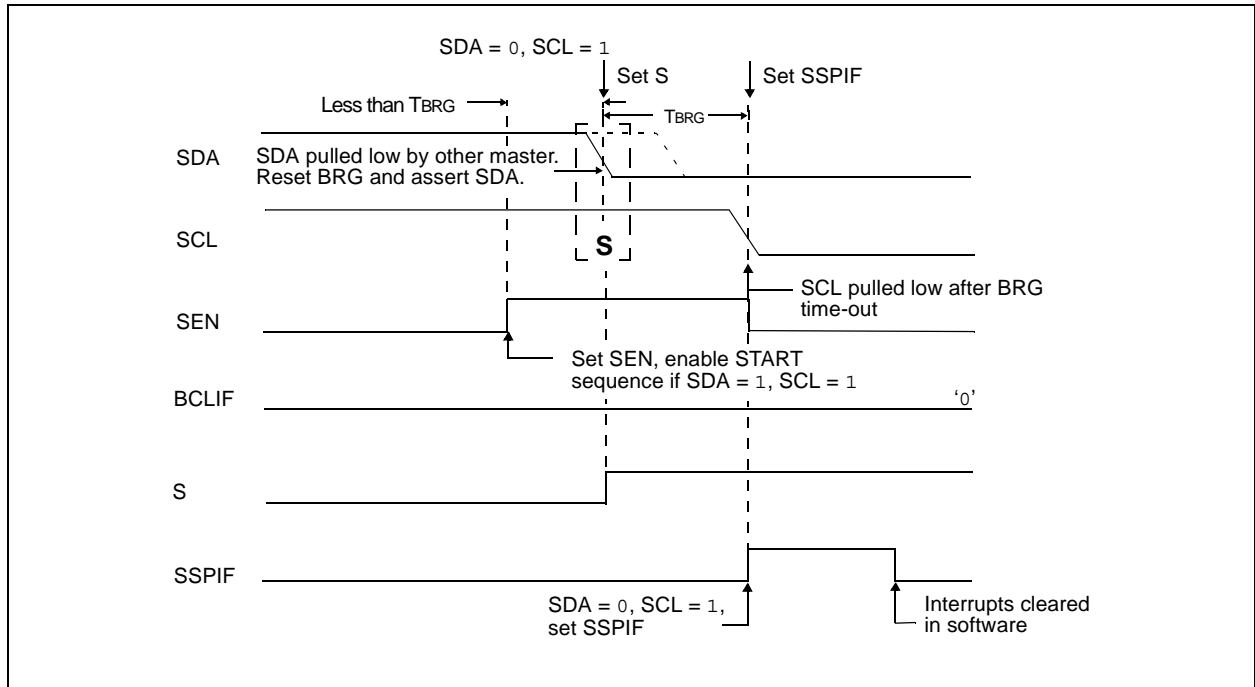 SDA = 0, SCL = 1
Set S
Set SSPIF
Less than TBRG
TBRG
SDA
SDA pulled low by other master.
Reset BRG and assert SDA.
SCL
S
SCL pulled low after BRG
time-out
SEN
Set SEN, enable START
sequence if SDA = 1, SCL = 1
BCLIF
‘0’
S
SSPIF
SDA = 0, SCL = 1,
set SSPIF
Interrupts cleared
in software